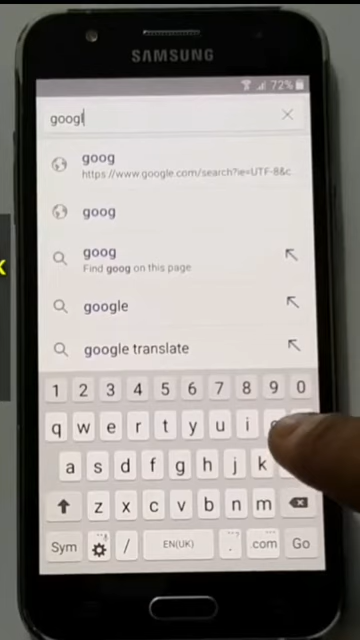 SAMSUNG
72%
googl
goog
https://www.google.com/search?ie=UTF-8&c
goog
goog
Find goog on this page
google
google translate
1 2 3 4 5 6 7 8 9 0
q w e r t y u i
a s d f g h j k
z x c v b n m
Sym / EN(UK) . .com Go
K